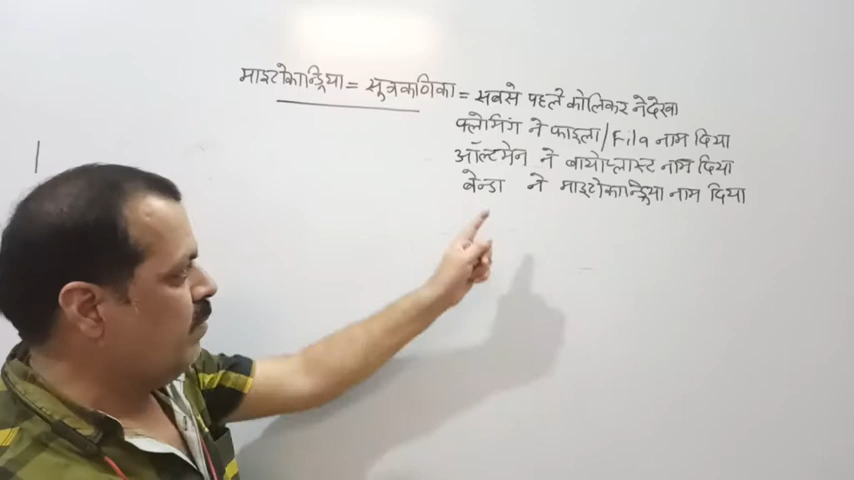 माइटोकान्ड्रिया = सूत्रकणिका = सबसे पहले कोलिकर ने देखा
फ्लेमिंग ने फाइला/Fila नाम दिया
ऑल्टमेन ने बायोप्लास्ट नाम दिया
बेन्डा ने माइटोकान्ड्रिया नाम दिया